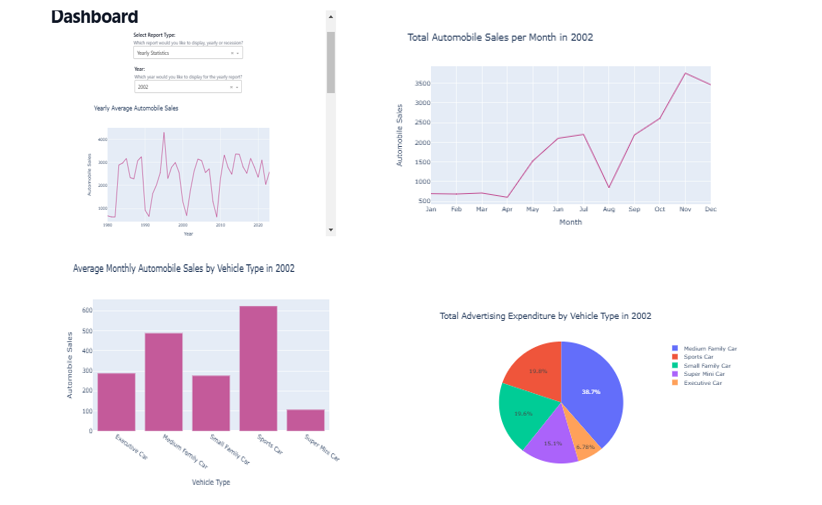 Dashboard
Select Report Type:
Which report would you like to display, yearly or recession?
Yearly Statistics
Year:
Which year would you like to display for the yearly report?
2002
Yearly Average Automobile Sales
Automobile Sales
4000
3000
2000
1000
1980
1990
2000
2010
2020
Year
Total Automobile Sales per Month in 2002
Automobile Sales
3500
3000
2500
2000
1500
1000
500
Jan
Feb
Mar
Apr
May
Jun
Jul
Aug
Sep
Oct
Nov
Dec
Month
Average Monthly Automobile Sales by Vehicle Type in 2002
Automobile Sales
600
500
400
300
200
100
0
Executive Car
Medium Family Car
Small Family Car
Sports Car
Super Mini Car
Vehicle Type
Total Advertising Expenditure by Vehicle Type in 2002
38.7%
15.1%
6.78%
Medium Family Car
Sports Car
Small Family Car
Super Mini Car
Executive Car